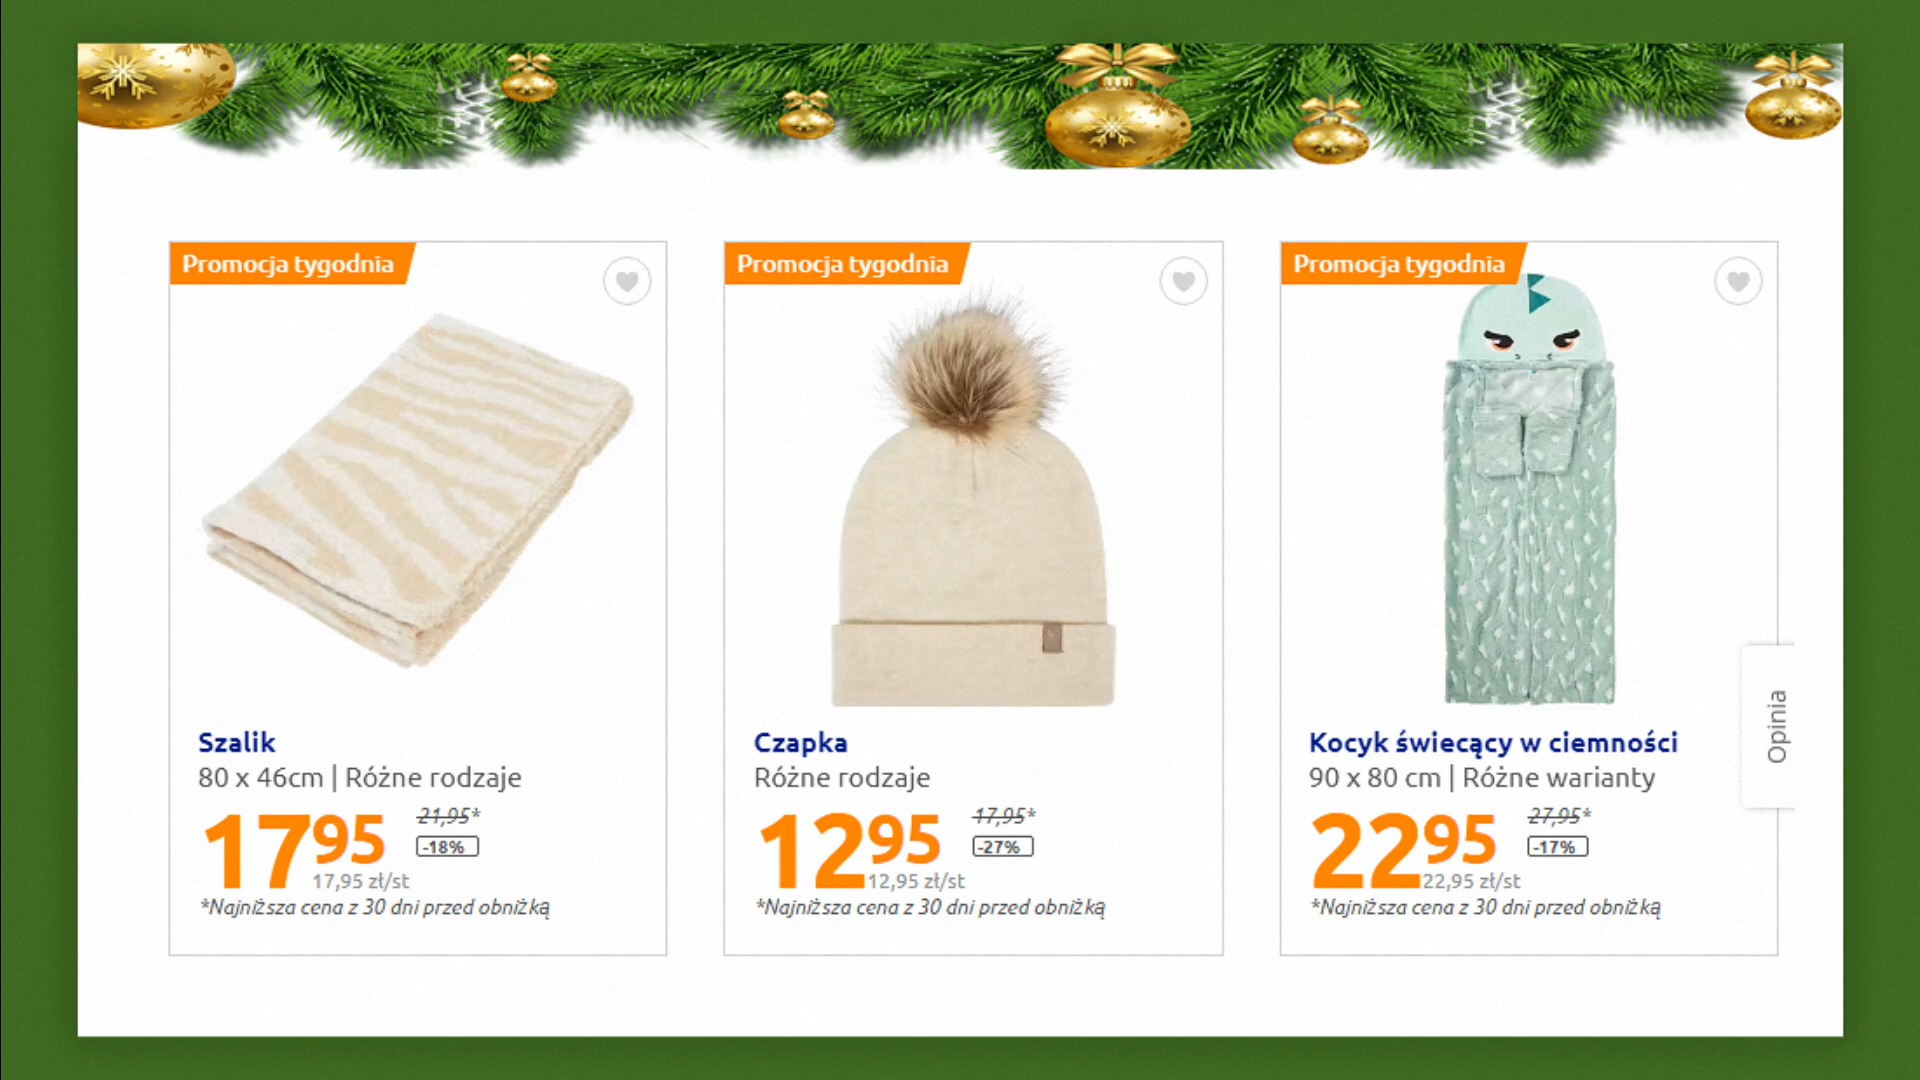 Promocja tygodnia
Szalik
80 x 46cm | Różne rodzaje
1795
21,95*
-18%
17,95 zł/st
*Najniższa cena z 30 dni przed obniżką
Promocja tygodnia
Czapka
Różne rodzaje
1295
17,95*
-27%
12,95 zł/st
*Najniższa cena z 30 dni przed obniżką
Promocja tygodnia
Kocyk świecący w ciemności
90 x 80 cm | Różne warianty
2295
27,95*
-17%
22,95 zł/st
*Najniższa cena z 30 dni przed obniżką
Opinia